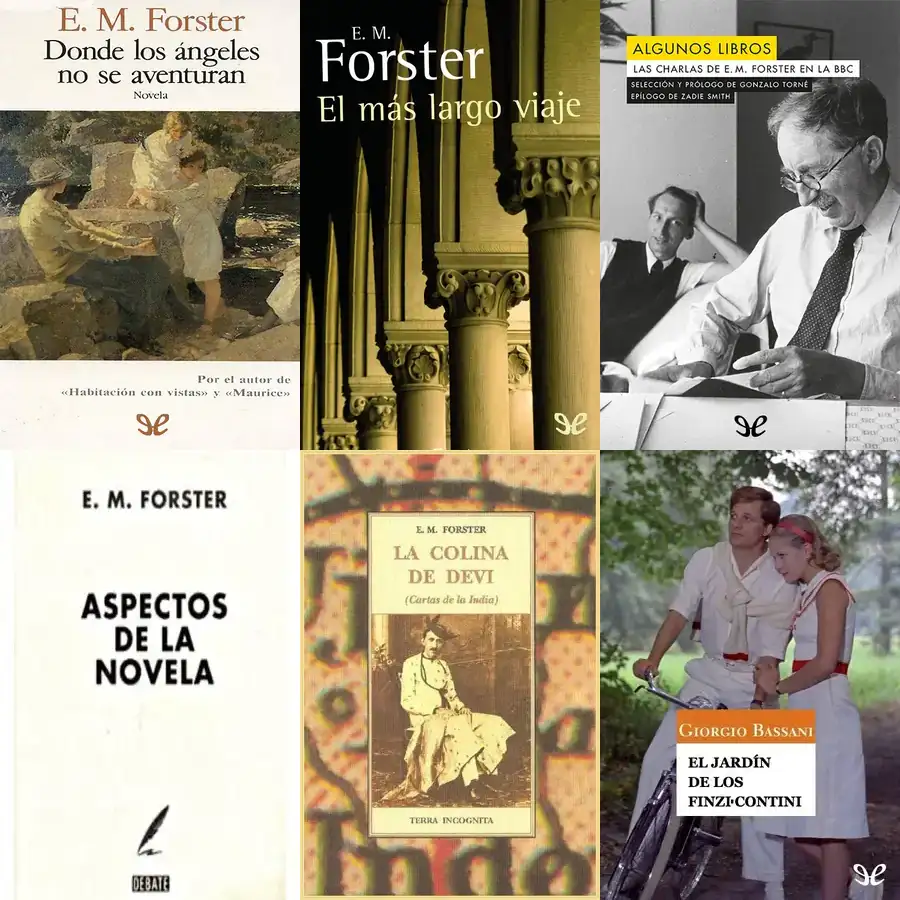 E. M. Forster
Donde los ángeles
no se aventuran
Novela
Por el autor de
«Habitación con vistas» y «Maurice»
E. M.
Forster
El más largo viaje
ALGUNOS LIBROS
LAS CHARLAS DE E. M. FORSTER EN LA BBC
SELECCIÓN Y PRÓLOGO DE GONZALO TORNÉ
EPÍLOGO DE ZADIE SMITH
E. M. FORSTER
ASPECTOS
DE LA
NOVELA
DEBATE
E. M. FORSTER
LA COLINA
DE DEVI
(Cartas de la India)
TERRA INCOGNITA
GIORGIO BASSANI
EL JARDÍN
DE LOS
FINZI-CONTINI